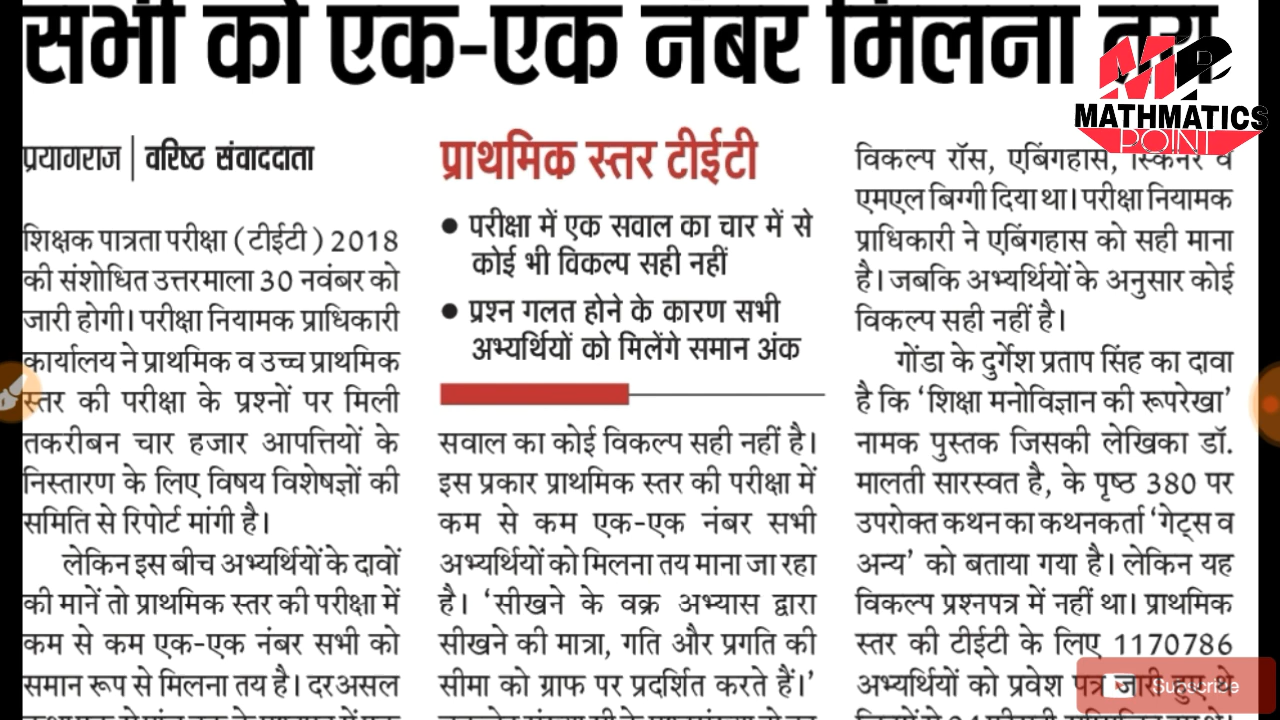 सभी को एक-एक नंबर मिलना तय
MP
MATHMATICS
POINT
प्रयागराज | वरिष्ठ संवाददाता
शिक्षक पात्रता परीक्षा (टीईटी) 2018
की संशोधित उत्तरमाला 30 नवंबर को
जारी होगी। परीक्षा नियामक प्राधिकारी
कार्यालय ने प्राथमिक व उच्च प्राथमिक
स्तर की परीक्षा के प्रश्नों पर मिली
तकरीबन चार हजार आपत्तियों के
निस्तारण के लिए विषय विशेषज्ञों की
समिति से रिपोर्ट मांगी है।
लेकिन इस बीच अभ्यर्थियों के दावों
की मानें तो प्राथमिक स्तर की परीक्षा में
कम से कम एक-एक नंबर सभी को
समान रूप से मिलना तय है। दरअसल
प्राथमिक स्तर टीईटी
● परीक्षा में एक सवाल का चार में से
कोई भी विकल्प सही नहीं
● प्रश्न गलत होने के कारण सभी
अभ्यर्थियों को मिलेंगे समान अंक
सवाल का कोई विकल्प सही नहीं है।
इस प्रकार प्राथमिक स्तर की परीक्षा में
कम से कम एक-एक नंबर सभी
अभ्यर्थियों को मिलना तय माना जा रहा
है। ‘सीखने के वक्र अभ्यास द्वारा
सीखने की मात्रा, गति और प्रगति की
सीमा को ग्राफ पर प्रदर्शित करते हैं।’
विकल्प रॉस, एबिंगहास, स्किनर व
एमएल बिग्गी दिया था। परीक्षा नियामक
प्राधिकारी ने एबिंगहास को सही माना
है। जबकि अभ्यर्थियों के अनुसार कोई
विकल्प सही नहीं है।
गोंडा के दुर्गेश प्रताप सिंह का दावा
है कि ‘शिक्षा मनोविज्ञान की रूपरेखा’
नामक पुस्तक जिसकी लेखिका डॉ.
मालती सारस्वत है, के पृष्ठ 380 पर
उपरोक्त कथन का कथनकर्ता ‘गेट्स व
अन्य’ को बताया गया है। लेकिन यह
विकल्प प्रश्नपत्र में नहीं था। प्राथमिक
स्तर की टीईटी के लिए 1170786
अभ्यर्थियों को प्रवेश पत्र जारी हुए थे
Subscribe